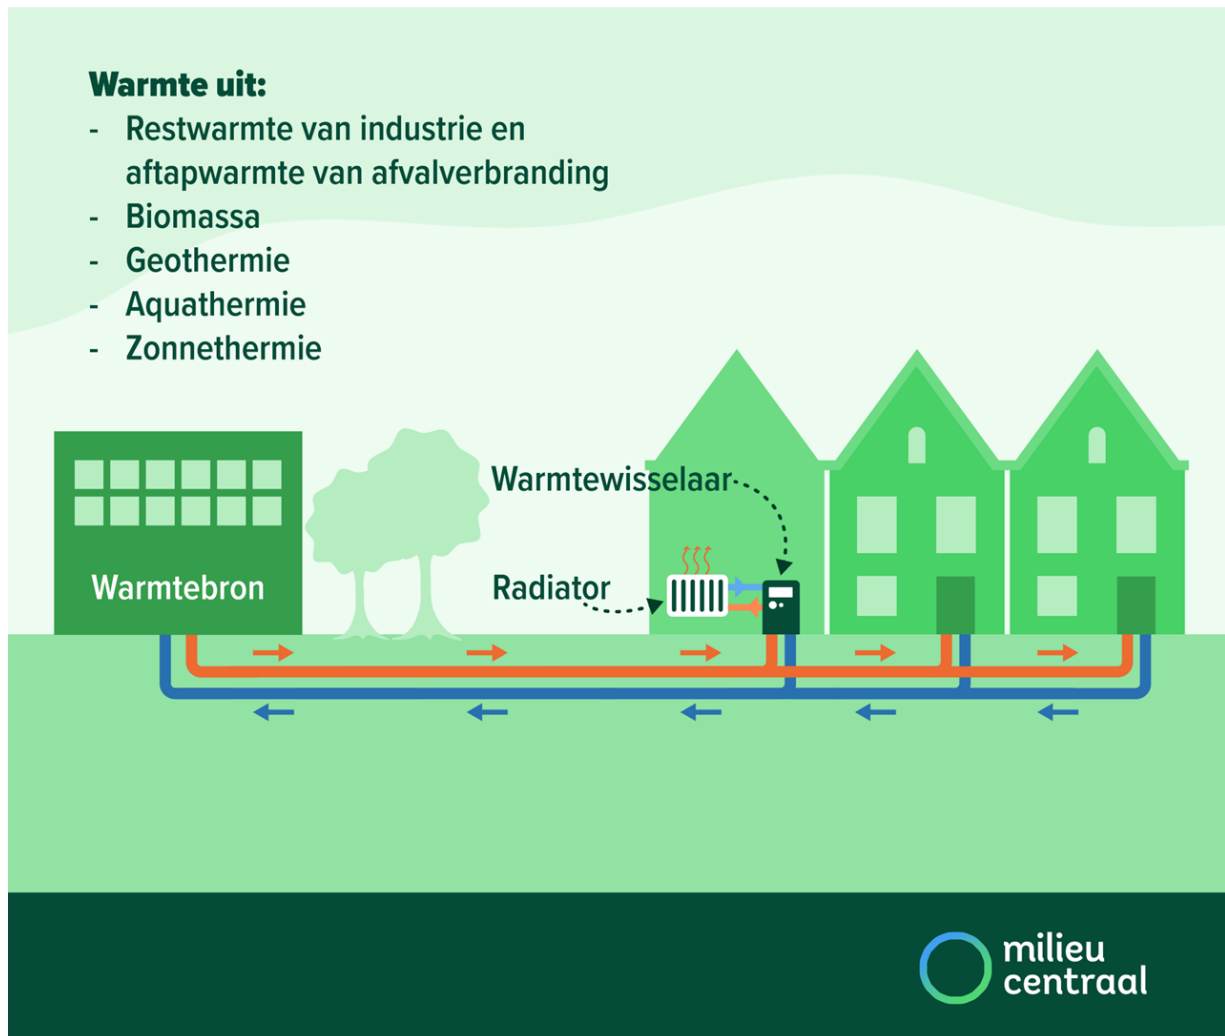 Warmte uit:
- Restwarmte van industrie en
aftapwarmte van afvalverbranding
- Biomassa
- Geothermie
- Aquathermie
- Zonnethermie
Warmtewisselaar
Warmtebron
Radiator
milieu
centraal